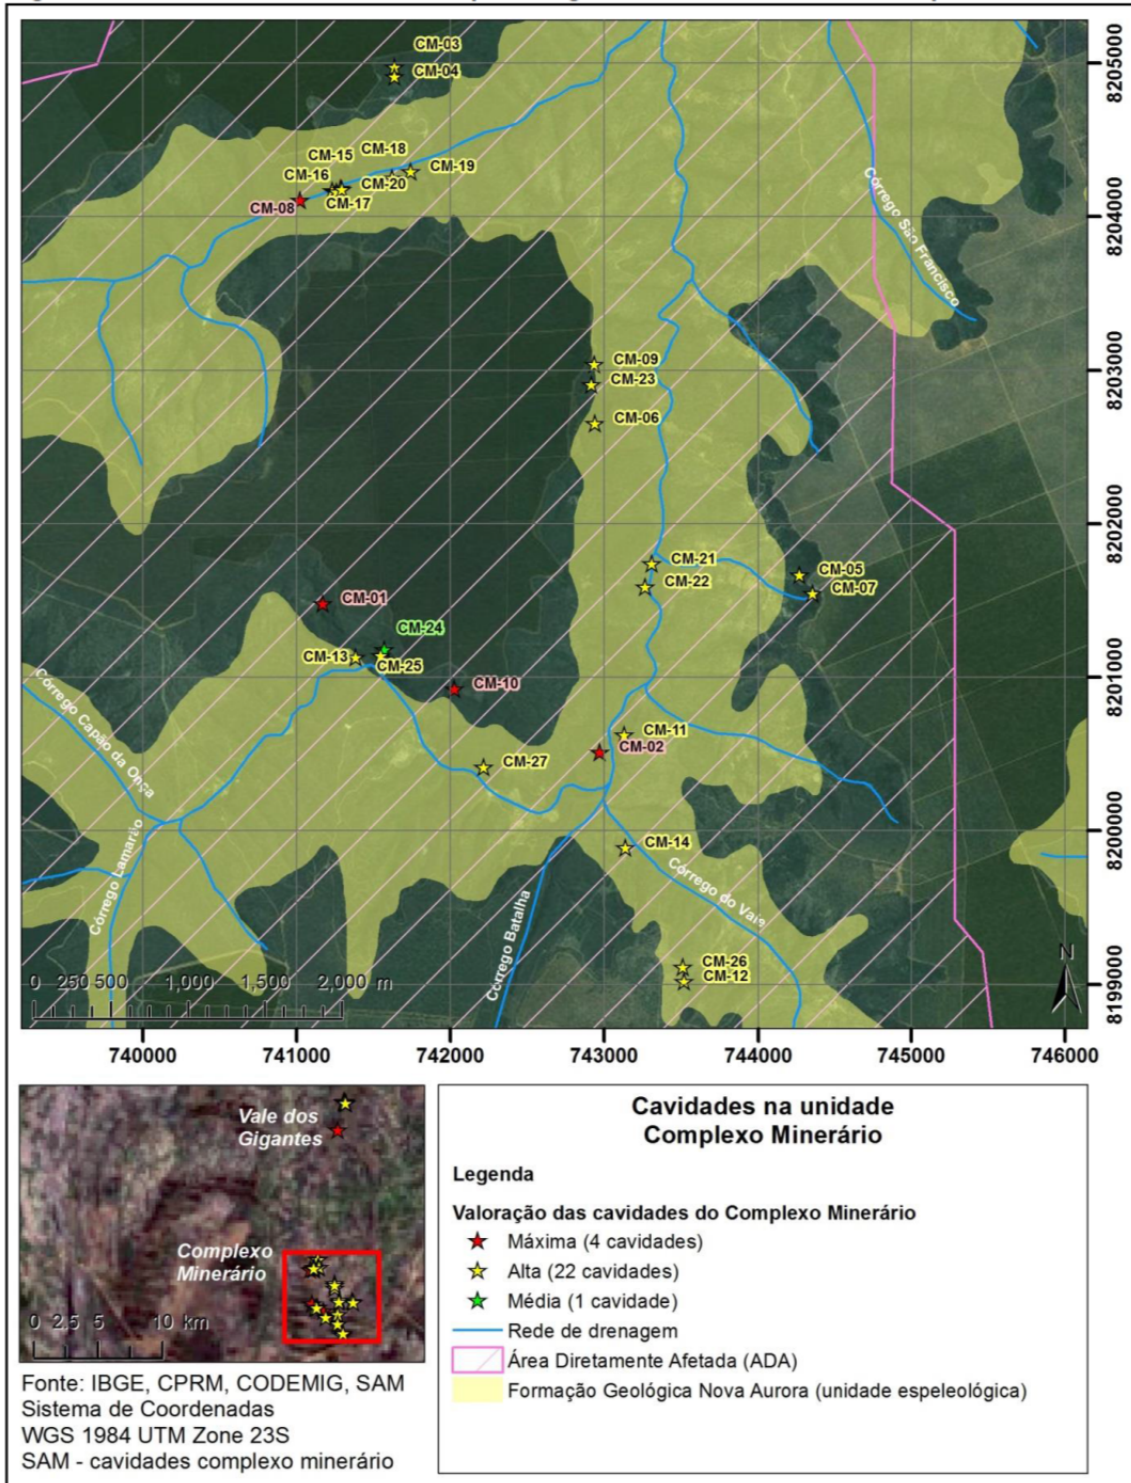 CM-03
CM-04
8205000
CM-18
CM-15
CM-19
CM-16
CM-20
CM-17
CM-08
8204000
Córrego São Francisco
CM-09
8203000
CM-23
CM-06
8202000
CM-21
CM-05
CM-22
CM-07
CM-01
CM-24
CM-13
CM-25
8201000
CM-10
Córrego Capão da Onça
CM-11
CM-02
CM-27
8200000
CM-14
Córrego Lamarão
Córrego do Vale
Córrego Batalha
CM-26
CM-12
0 250 500 1,000 1,500 2,000 m
N
8199000
740000 741000 742000 743000 744000 745000 746000
Vale dos
Gigantes
Complexo
Minerário
0 2.5 5 10 km
Fonte: IBGE, CPRM, CODEMIG, SAM
Sistema de Coordenadas
WGS 1984 UTM Zone 23S
SAM - cavidades complexo minerário
Cavidades na unidade
Complexo Minerário
Legenda
Valoração das cavidades do Complexo Minerário
Máxima (4 cavidades)
Alta (22 cavidades)
Média (1 cavidade)
Rede de drenagem
Área Diretamente Afetada (ADA)
Formação Geológica Nova Aurora (unidade espeleológica)